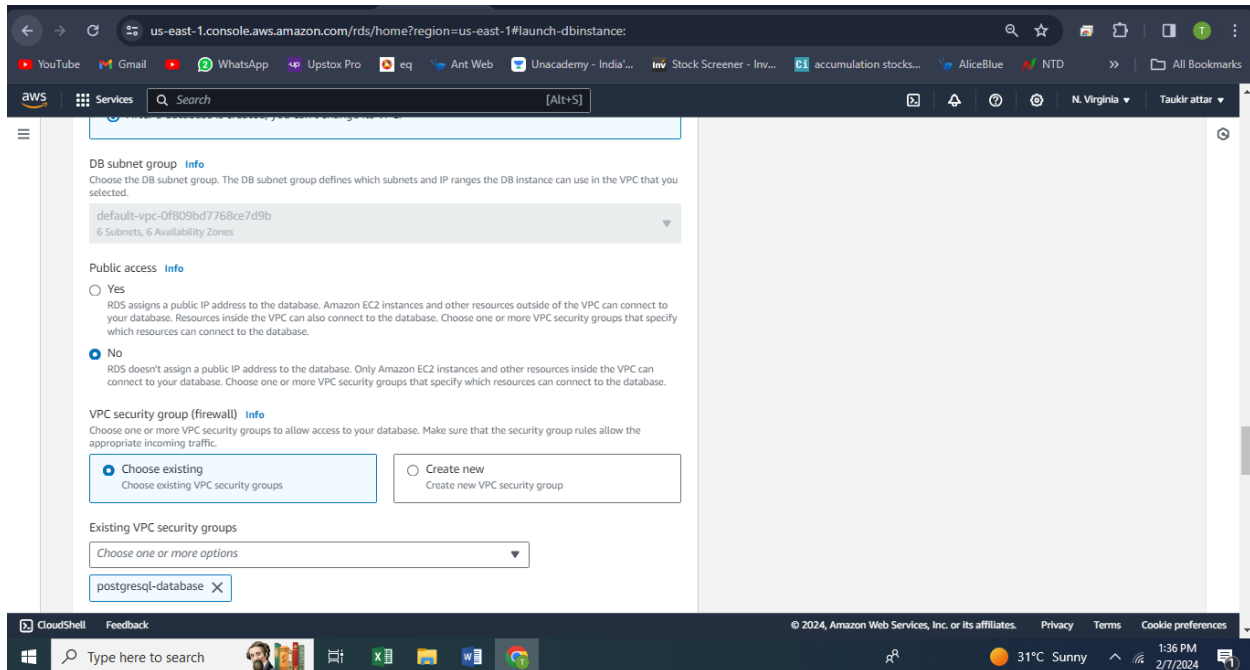 us-east-1.console.aws.amazon.com/rds/home?region=us-east-1#launch-dbinstance:
T
YouTube Gmail WhatsApp Upstox Pro eq Ant Web Unacademy - India'... Stock Screener - Inv... accumulation stocks... AliceBlue NTD » All Bookmarks
aws Services Search [Alt+S] N. Virginia Taukir attar
DB subnet group Info
Choose the DB subnet group. The DB subnet group defines which subnets and IP ranges the DB instance can use in the VPC that you
selected.
default-vpc-0f809bd7768ce7d9b
6 Subnets, 6 Availability Zones
Public access Info
Yes
RDS assigns a public IP address to the database. Amazon EC2 instances and other resources outside of the VPC can connect to
your database. Resources inside the VPC can also connect to the database. Choose one or more VPC security groups that specify
which resources can connect to the database.
No
RDS doesn't assign a public IP address to the database. Only Amazon EC2 instances and other resources inside the VPC can
connect to your database. Choose one or more VPC security groups that specify which resources can connect to the database.
VPC security group (firewall) Info
Choose one or more VPC security groups to allow access to your database. Make sure that the security group rules allow the
appropriate incoming traffic.
Choose existing
Choose existing VPC security groups
Create new
Create new VPC security group
Existing VPC security groups
Choose one or more options
postgresql-database
CloudShell Feedback © 2024, Amazon Web Services, Inc. or its affiliates. Privacy Terms Cookie preferences
Type here to search 31°C Sunny 1:36 PM
2/7/2024